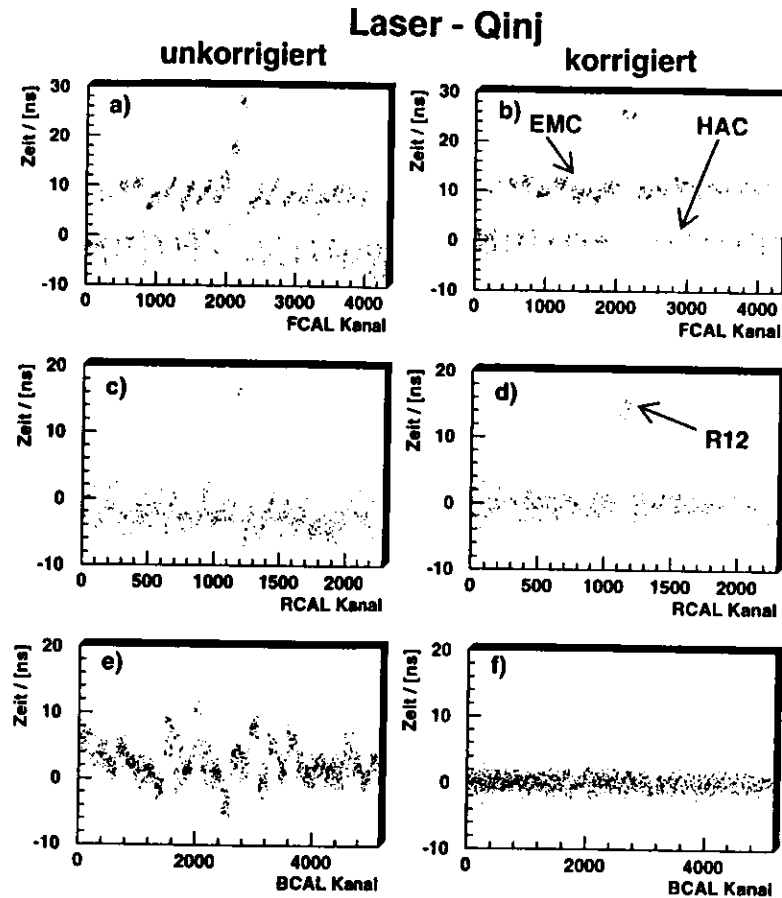 Laser - Qinj
unkorrigiert
korrigiert
Zeit / [ns]
30
20
10
0
-10
a)
0 1000 2000 3000 4000
FCAL Kanal
Zeit / [ns]
30
20
10
0
-10
b)
EMC
HAC
0 1000 2000 3000 4000
FCAL Kanal
Zeit / [ns]
20
10
0
-10
c)
0 500 1000 1500 2000
RCAL Kanal
Zeit / [ns]
20
10
0
-10
d)
R12
0 500 1000 1500 2000
RCAL Kanal
Zeit / [ns]
20
10
0
-10
e)
0 2000 4000
BCAL Kanal
Zeit / [ns]
20
10
0
-10
f)
0 2000 4000
BCAL Kanal